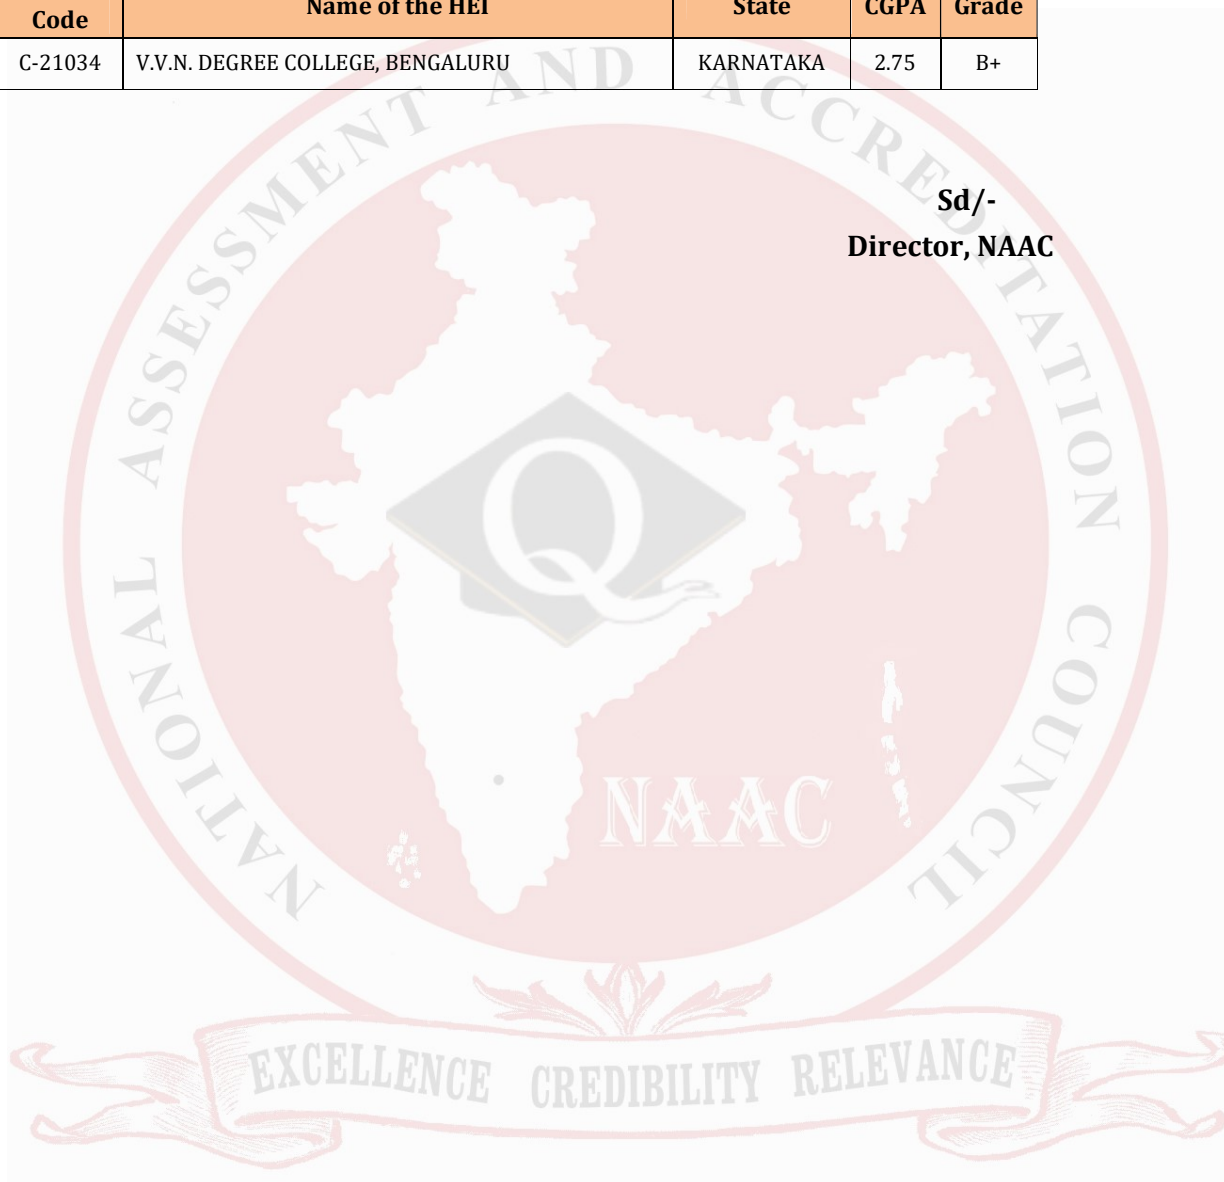 Code Name of the HEI State CGPA Grade
C-21034 V.V.N. DEGREE COLLEGE, BENGALURU KARNATAKA 2.75 B+
Sd/-
Director, NAAC
NATIONAL ASSESSMENT AND ACCREDITATION COUNCIL
Q
NAAC
EXCELLENCE CREDIBILITY RELEVANCE